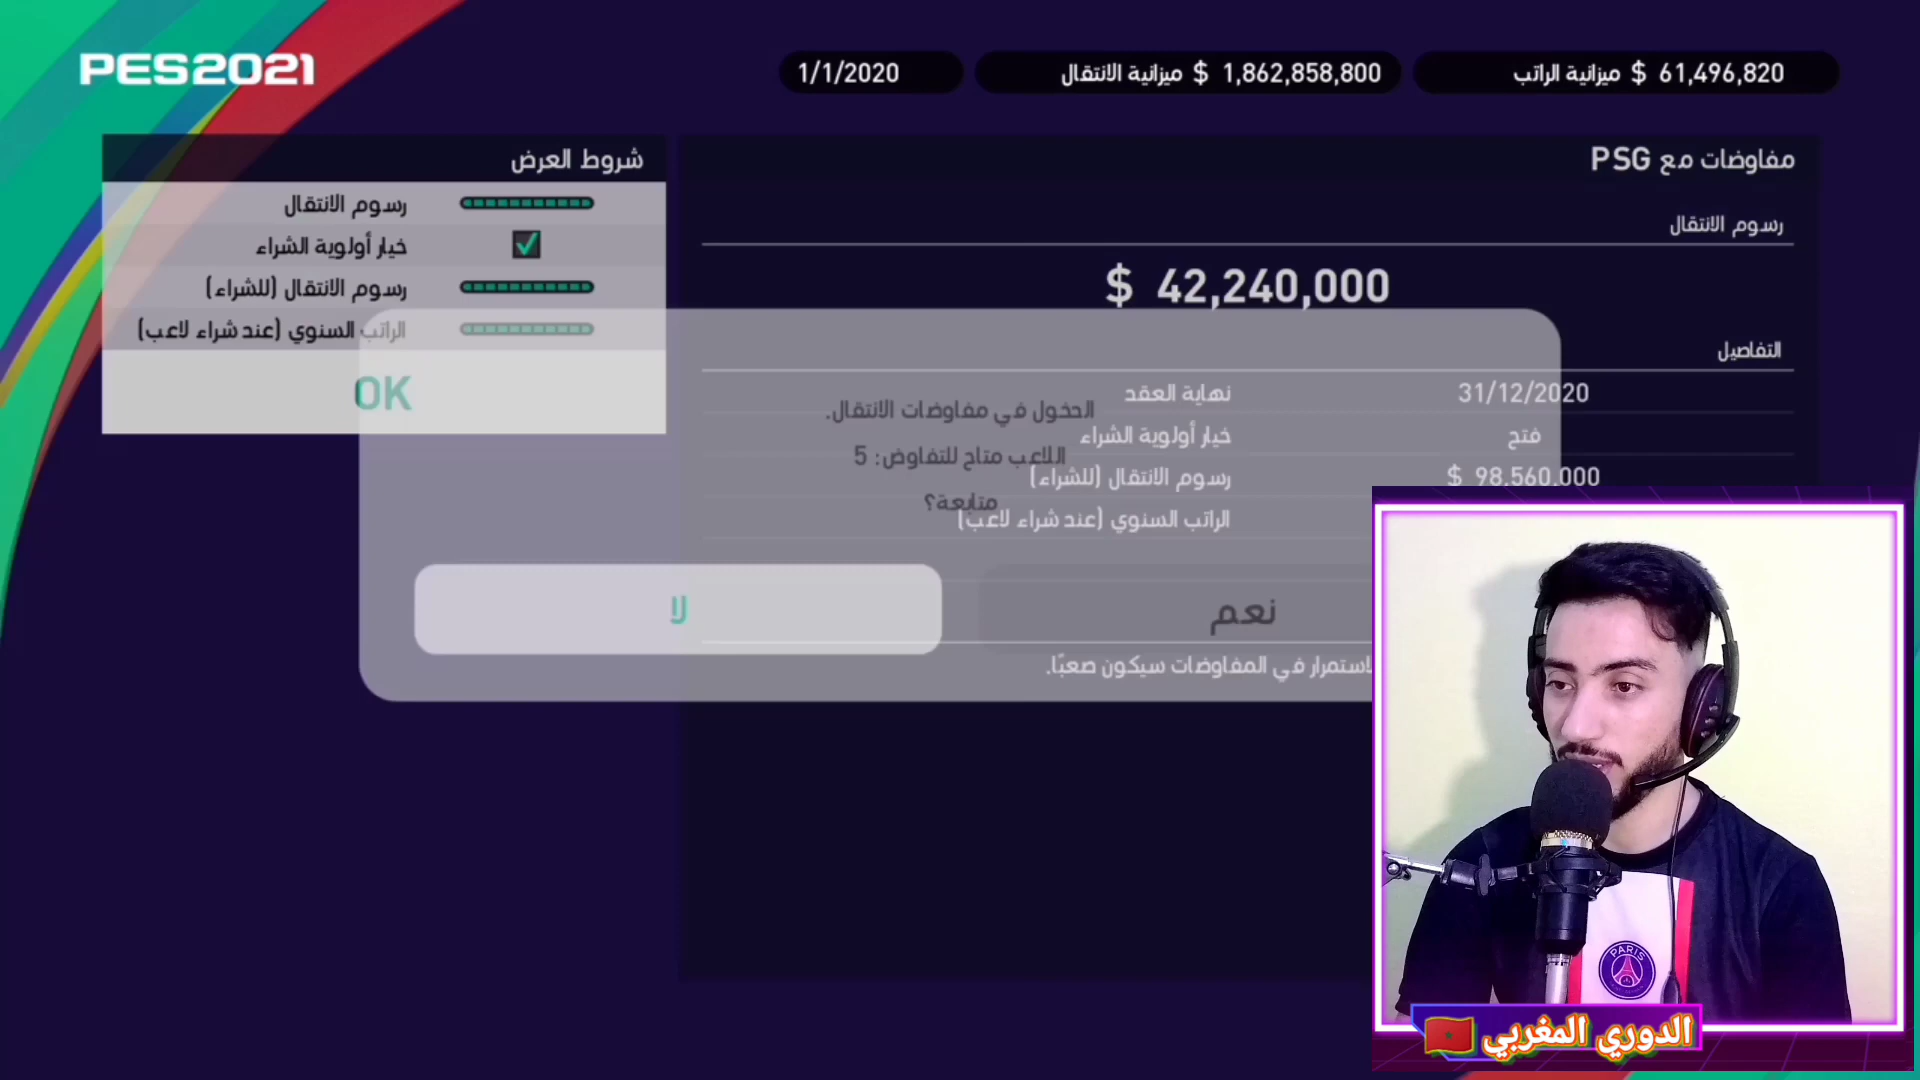 PES2021
1/1/2020
ميزانية الانتقال $ 1,862,858,800
ميزانية الراتب $ 61,496,820
شروط العرض
رسوم الانتقال
خيار أولوية الشراء
رسوم الانتقال (للشراء)
الراتب السنوي (عند شراء لاعب)
OK
مفاوضات مع PSG
رسوم الانتقال
$ 42,240,000
التفاصيل
نهاية العقد 31/12/2020
خيار أولوية الشراء فتح
رسوم الانتقال (للشراء) $ 98,560,000
الراتب السنوي (عند شراء لاعب)
الدخول في مفاوضات الانتقال.
اللاعب متاح للتفاوض: 5
متابعة؟
نعم
لا
لاستمرار في المفاوضات سيكون صعبًا.
PARIS
الدوري المغربي